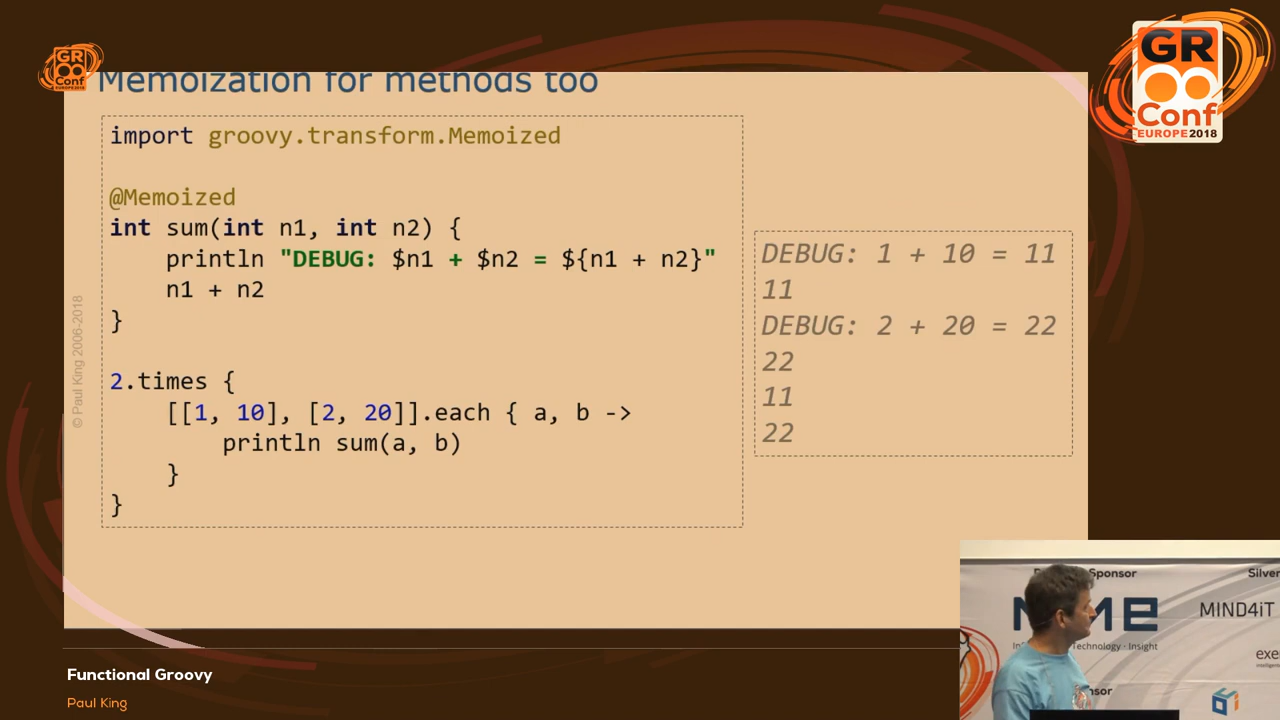 GR
Conf
EUROPE2018
Memoization for methods too
import groovy.transform.Memoized
@Memoized
int sum(int n1, int n2) {
println "DEBUG: $n1 + $n2 = ${n1 + n2}"
n1 + n2
}
2.times {
[[1, 10], [2, 20]].each { a, b ->
println sum(a, b)
}
}
DEBUG: 1 + 10 = 11
11
DEBUG: 2 + 20 = 22
22
11
22
© Paul King 2006-2018
GR
Conf
EUROPE2018
Functional Groovy
Paul King
Sponsor
Silver
MIND4iT
Technology - Insight